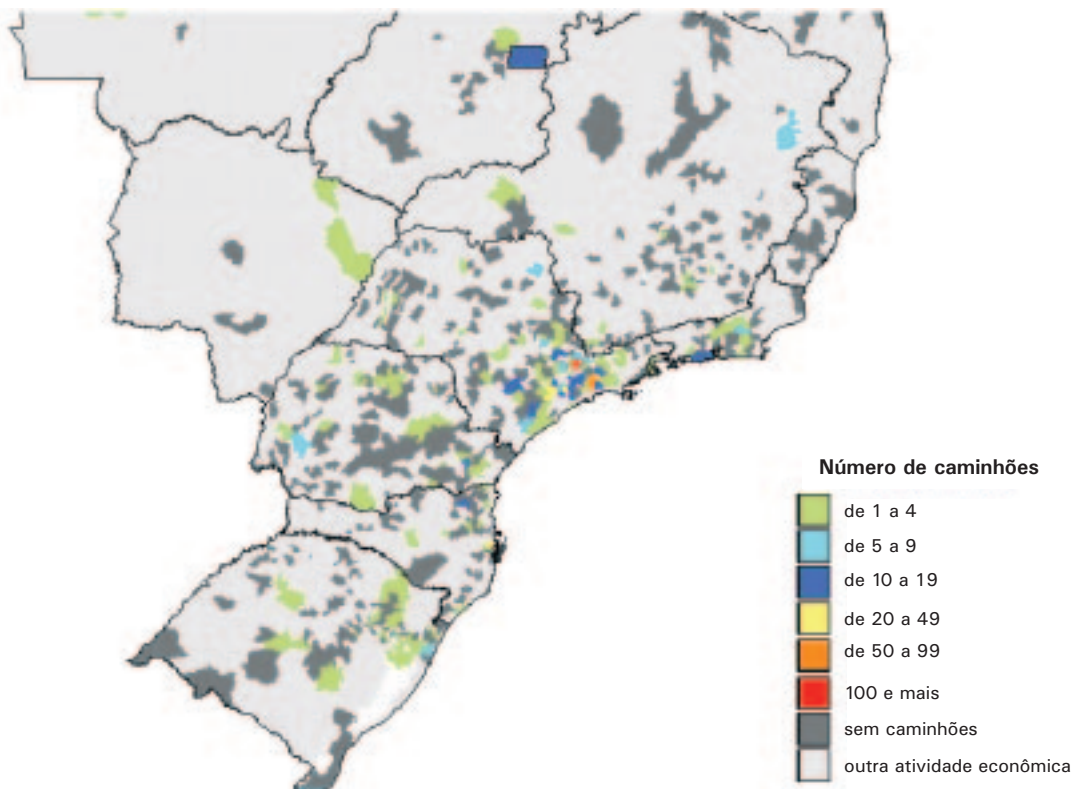 Número de caminhões
de 1 a 4
de 5 a 9
de 10 a 19
de 20 a 49
de 50 a 99
100 e mais
sem caminhões
outra atividade econômica